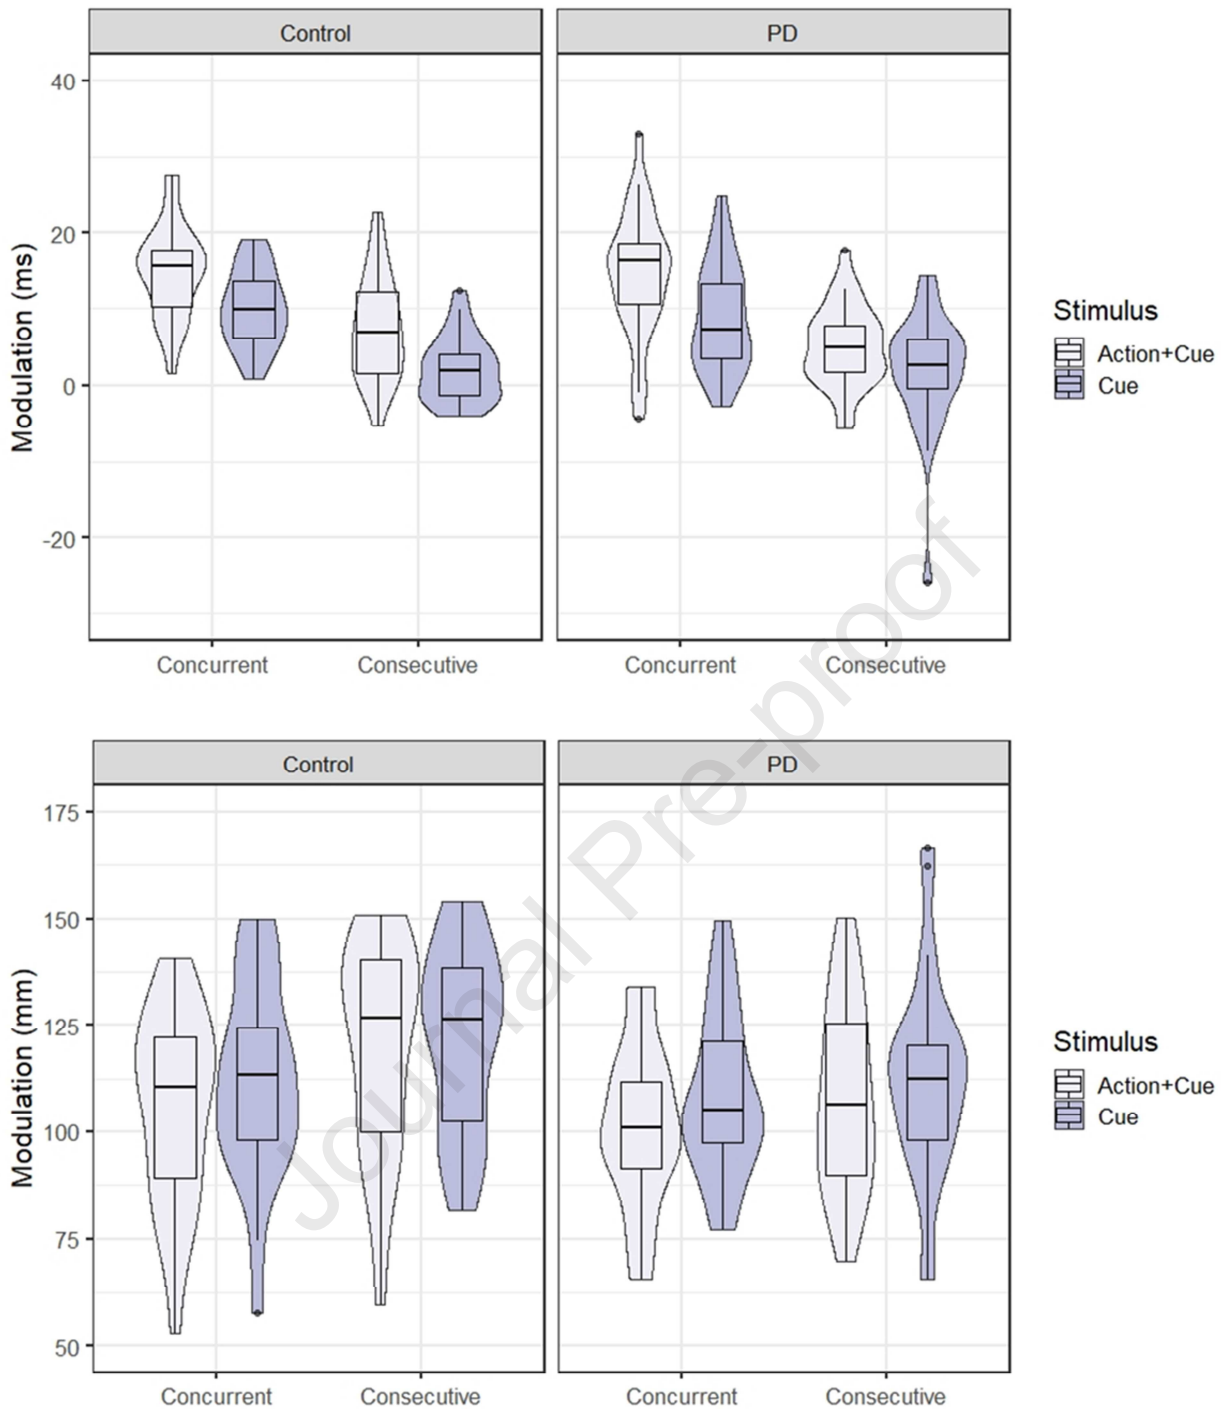 Control
PD
40
20
0
-20
Modulation (ms)
Concurrent
Consecutive
Concurrent
Consecutive
Stimulus
Action+Cue
Cue
Journal Pre-proof
Control
PD
175
150
125
100
75
50
Modulation (mm)
Concurrent
Consecutive
Concurrent
Consecutive
Stimulus
Action+Cue
Cue